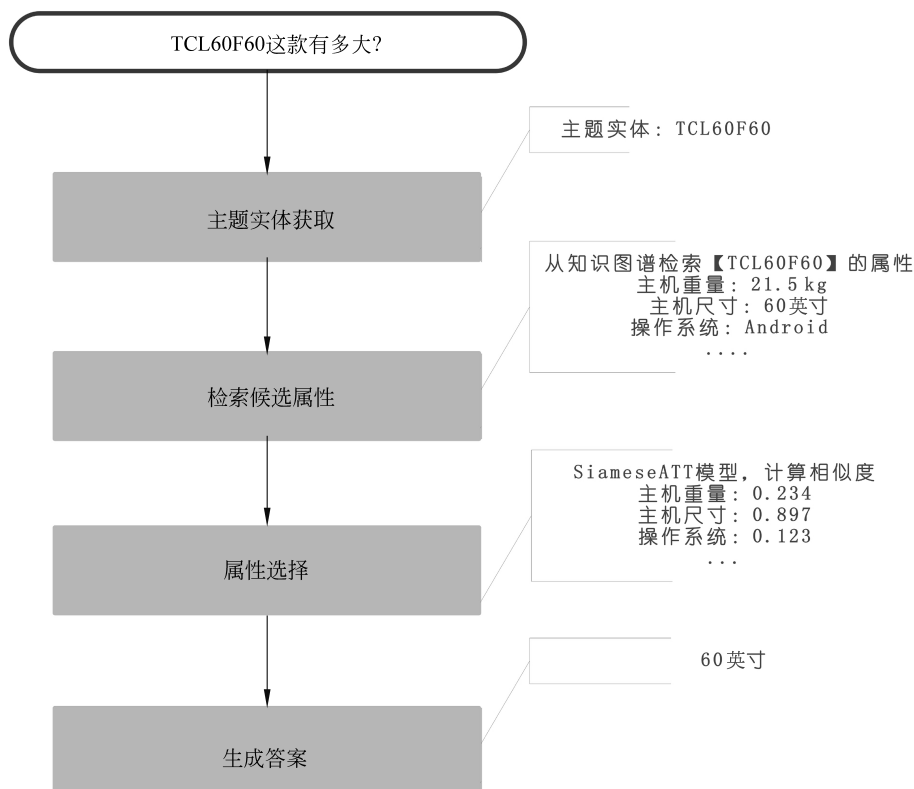 TCL60F60这款有多大?
主题实体: TCL60F60
主题实体获取
从知识图谱检索【TCL60F60】的属性
主机重量: 21.5kg
主机尺寸: 60英寸
操作系统: Android
....
检索候选属性
SiameseATT模型, 计算相似度
主机重量: 0.234
主机尺寸: 0.897
操作系统: 0.123
...
属性选择
60英寸
生成答案